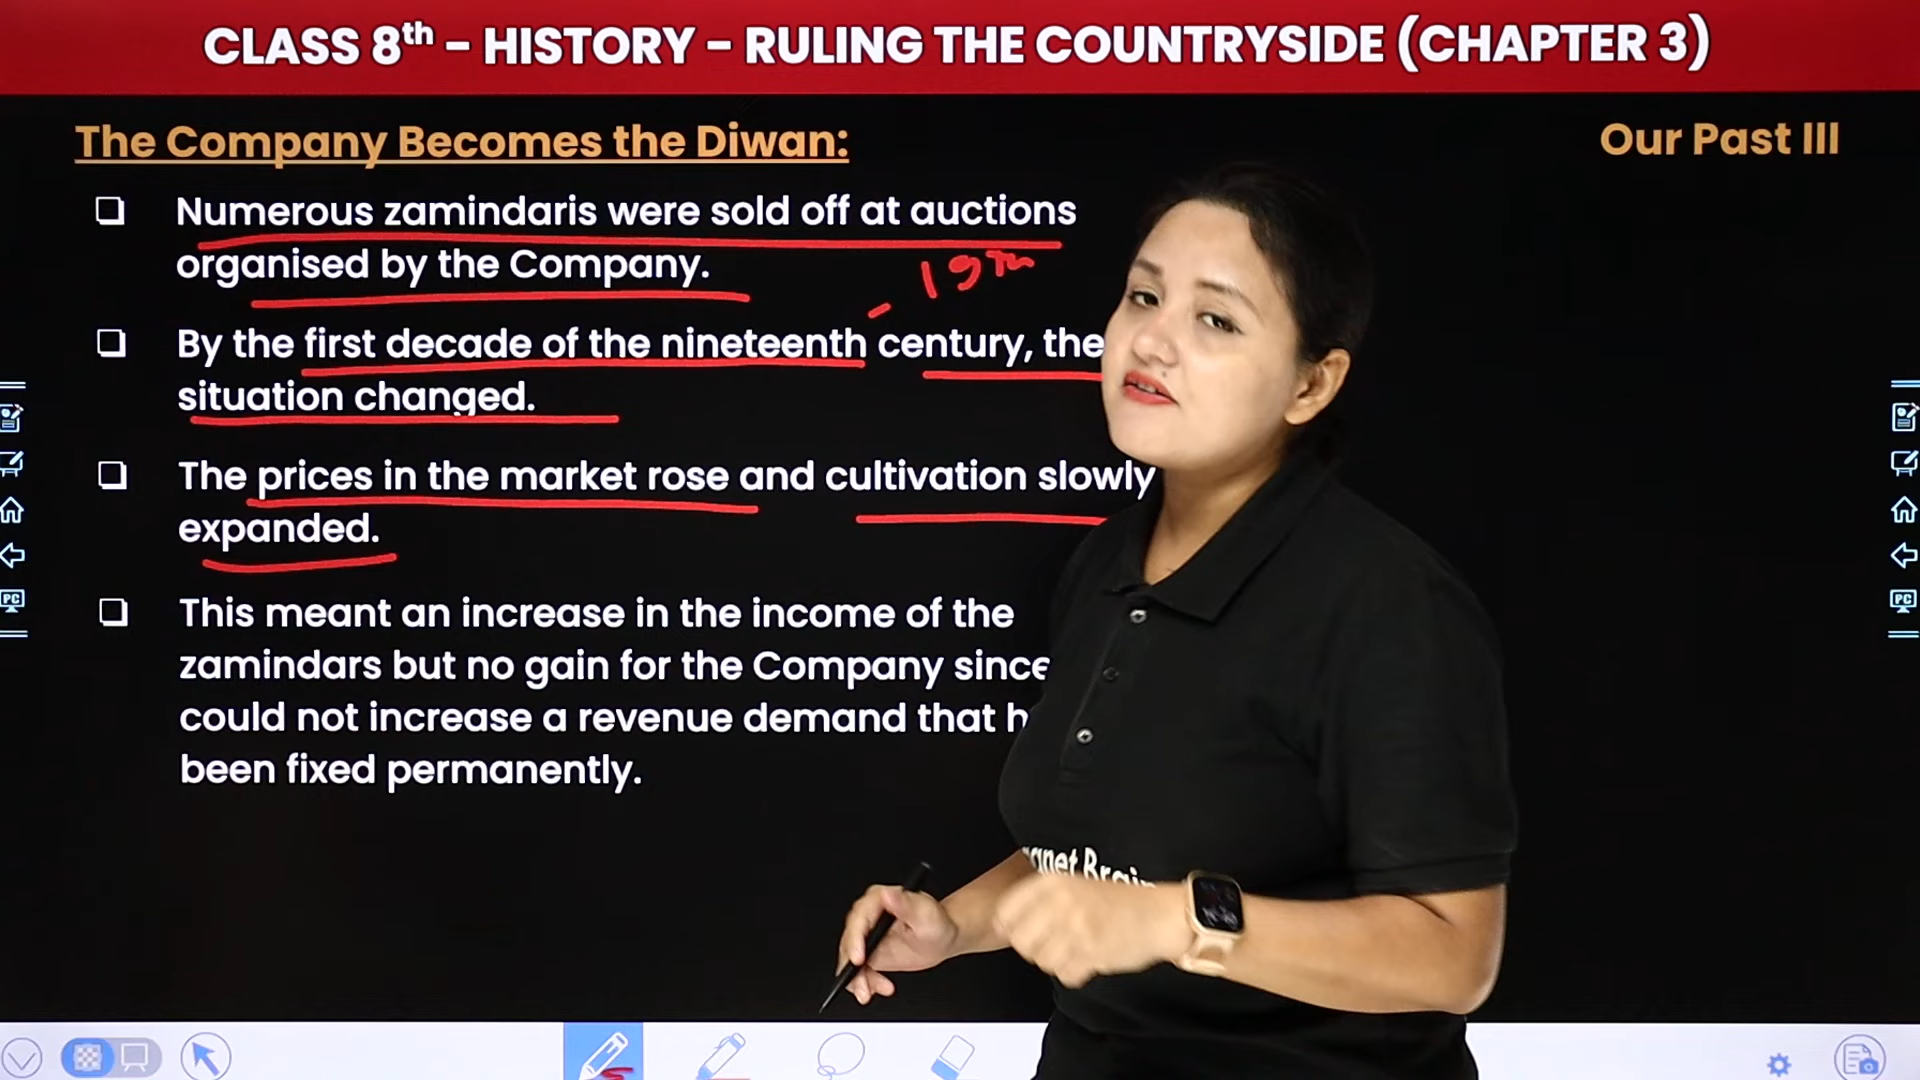 CLASS 8th – HISTORY – RULING THE COUNTRYSIDE (CHAPTER 3)
The Company Becomes the Diwan:
Our Past III
Numerous zamindaris were sold off at auctions
organised by the Company.
- 19th
By the first decade of the nineteenth century, the
situation changed.
The prices in the market rose and cultivation slowly
expanded.
This meant an increase in the income of the
zamindars but no gain for the Company since
could not increase a revenue demand that
been fixed permanently.
PC
PC